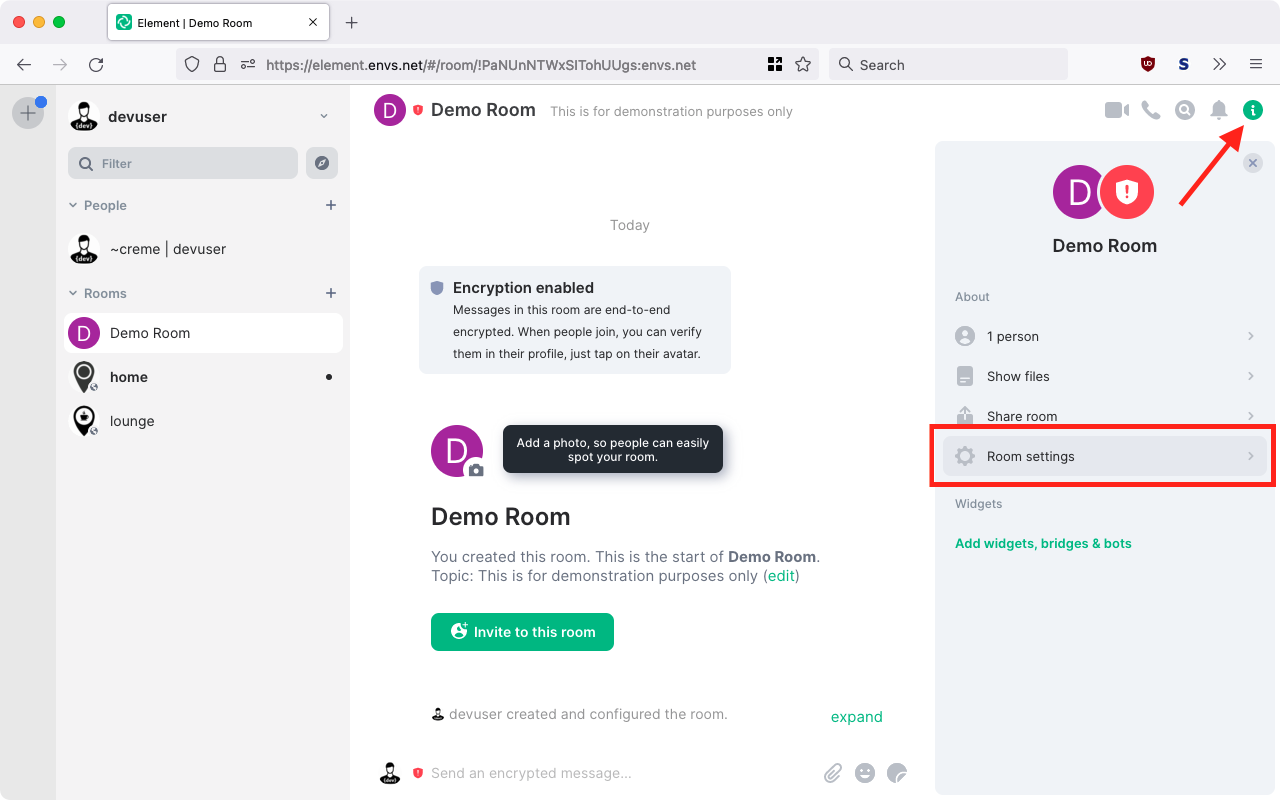 Element | Demo Room
https://element.envs.net/#/room/!PaNUnNTWxSITohUUgs:envs.net
Search
devuser
Filter
People
~creme | devuser
Rooms
D Demo Room
home
lounge
D Demo Room This is for demonstration purposes only
Today
Encryption enabled
Messages in this room are end-to-end
encrypted. When people join, you can verify
them in their profile, just tap on their avatar.
D
Add a photo, so people can easily
spot your room.
Demo Room
You created this room. This is the start of Demo Room.
Topic: This is for demonstration purposes only (edit)
Invite to this room
devuser created and configured the room.
expand
Send an encrypted message...
D
Demo Room
About
1 person
Show files
Share room
Room settings
Widgets
Add widgets, bridges & bots